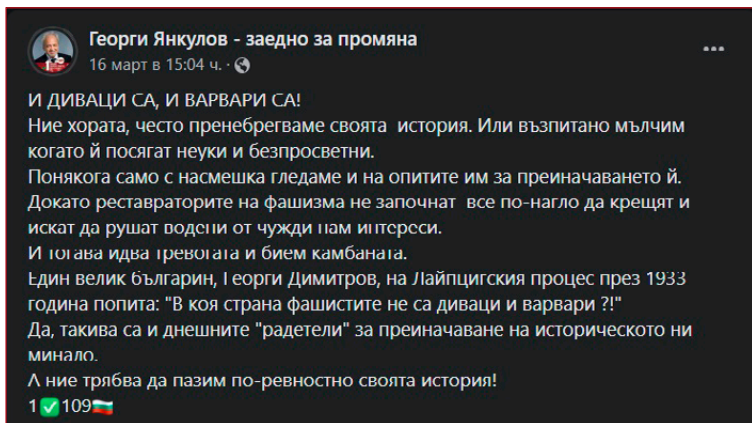 Георги Янкулов - заедно за промяна
16 март в 15:04 ч. ·
И ДИВАЦИ СА, И ВАРВАРИ СА!
Ние хората, често пренебрегваме своята история. Или възпитано мълчим
когато й посягат неуки и безпросветни.
Понякога само с насмешка гледаме и на опитите им за преиначаването й.
Докато реставраторите на фашизма не започнат все по-нагло да крещят и
искат да рушат водени от чужди нам интереси.
И тогава идва тревогата и бием камбаната.
Един велик българин, Георги Димитров, на Лайпцигския процес през 1933
година попита: "В коя страна фашистите не са диваци и варвари ?!"
Да, такива са и днешните "радетели" за преиначаване на историческото ни
минало.
А ние трябва да пазим по-ревностно своята история!
1✅109🇧🇬